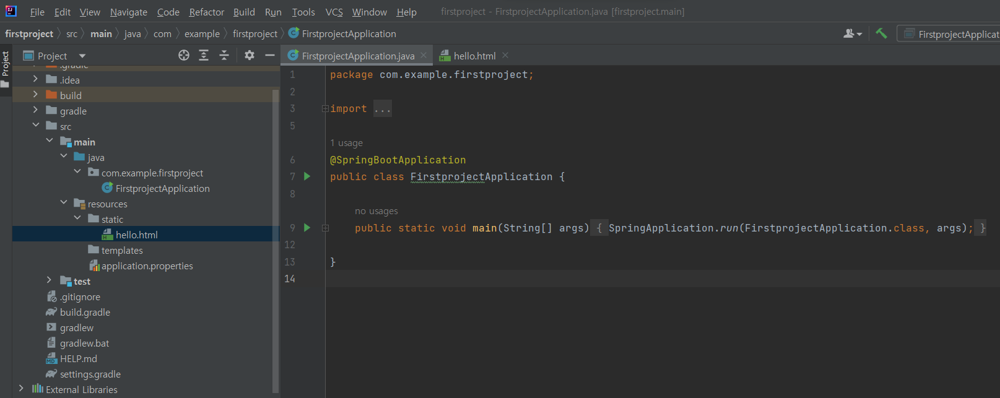 File Edit View Navigate Code Refactor Build Run Tools VCS Window Help firstproject - FirstprojectApplication.java [firstproject.main]
firstproject src main java com example firstproject FirstprojectApplication FirstprojectApplicat
Project
Project
FirstprojectApplication.java
hello.html
.gradle
.idea
build
gradle
src
main
java
com.example.firstproject
FirstprojectApplication
resources
static
hello.html
templates
application.properties
test
.gitignore
build.gradle
gradlew
gradlew.bat
HELP.md
settings.gradle
External Libraries
1 package com.example.firstproject;
2
3 import ...
5
1 usage
6 @SpringBootApplication
7 public class FirstprojectApplication {
8
no usages
9 public static void main(String[] args) { SpringApplication.run(FirstprojectApplication.class, args); }
12
13 }
14